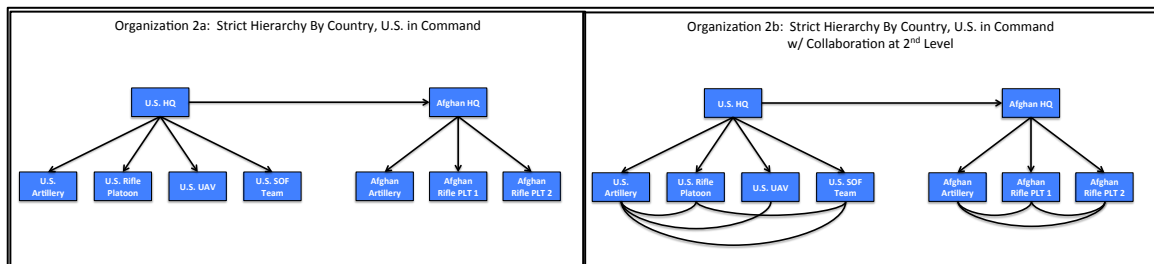 Organization 2a: Strict Hierarchy By Country, U.S. in Command
U.S. HQ
Afghan HQ
U.S.
Artillery
U.S. Rifle
Platoon
U.S. UAV
U.S. SOF
Team
Afghan
Artillery
Afghan
Rifle PLT 1
Afghan
Rifle PLT 2
Organization 2b: Strict Hierarchy By Country, U.S. in Command
w/ Collaboration at 2nd Level
U.S. HQ
Afghan HQ
U.S.
Artillery
U.S. Rifle
Platoon
U.S. UAV
U.S. SOF
Team
Afghan
Artillery
Afghan
Rifle PLT 1
Afghan
Rifle PLT 2